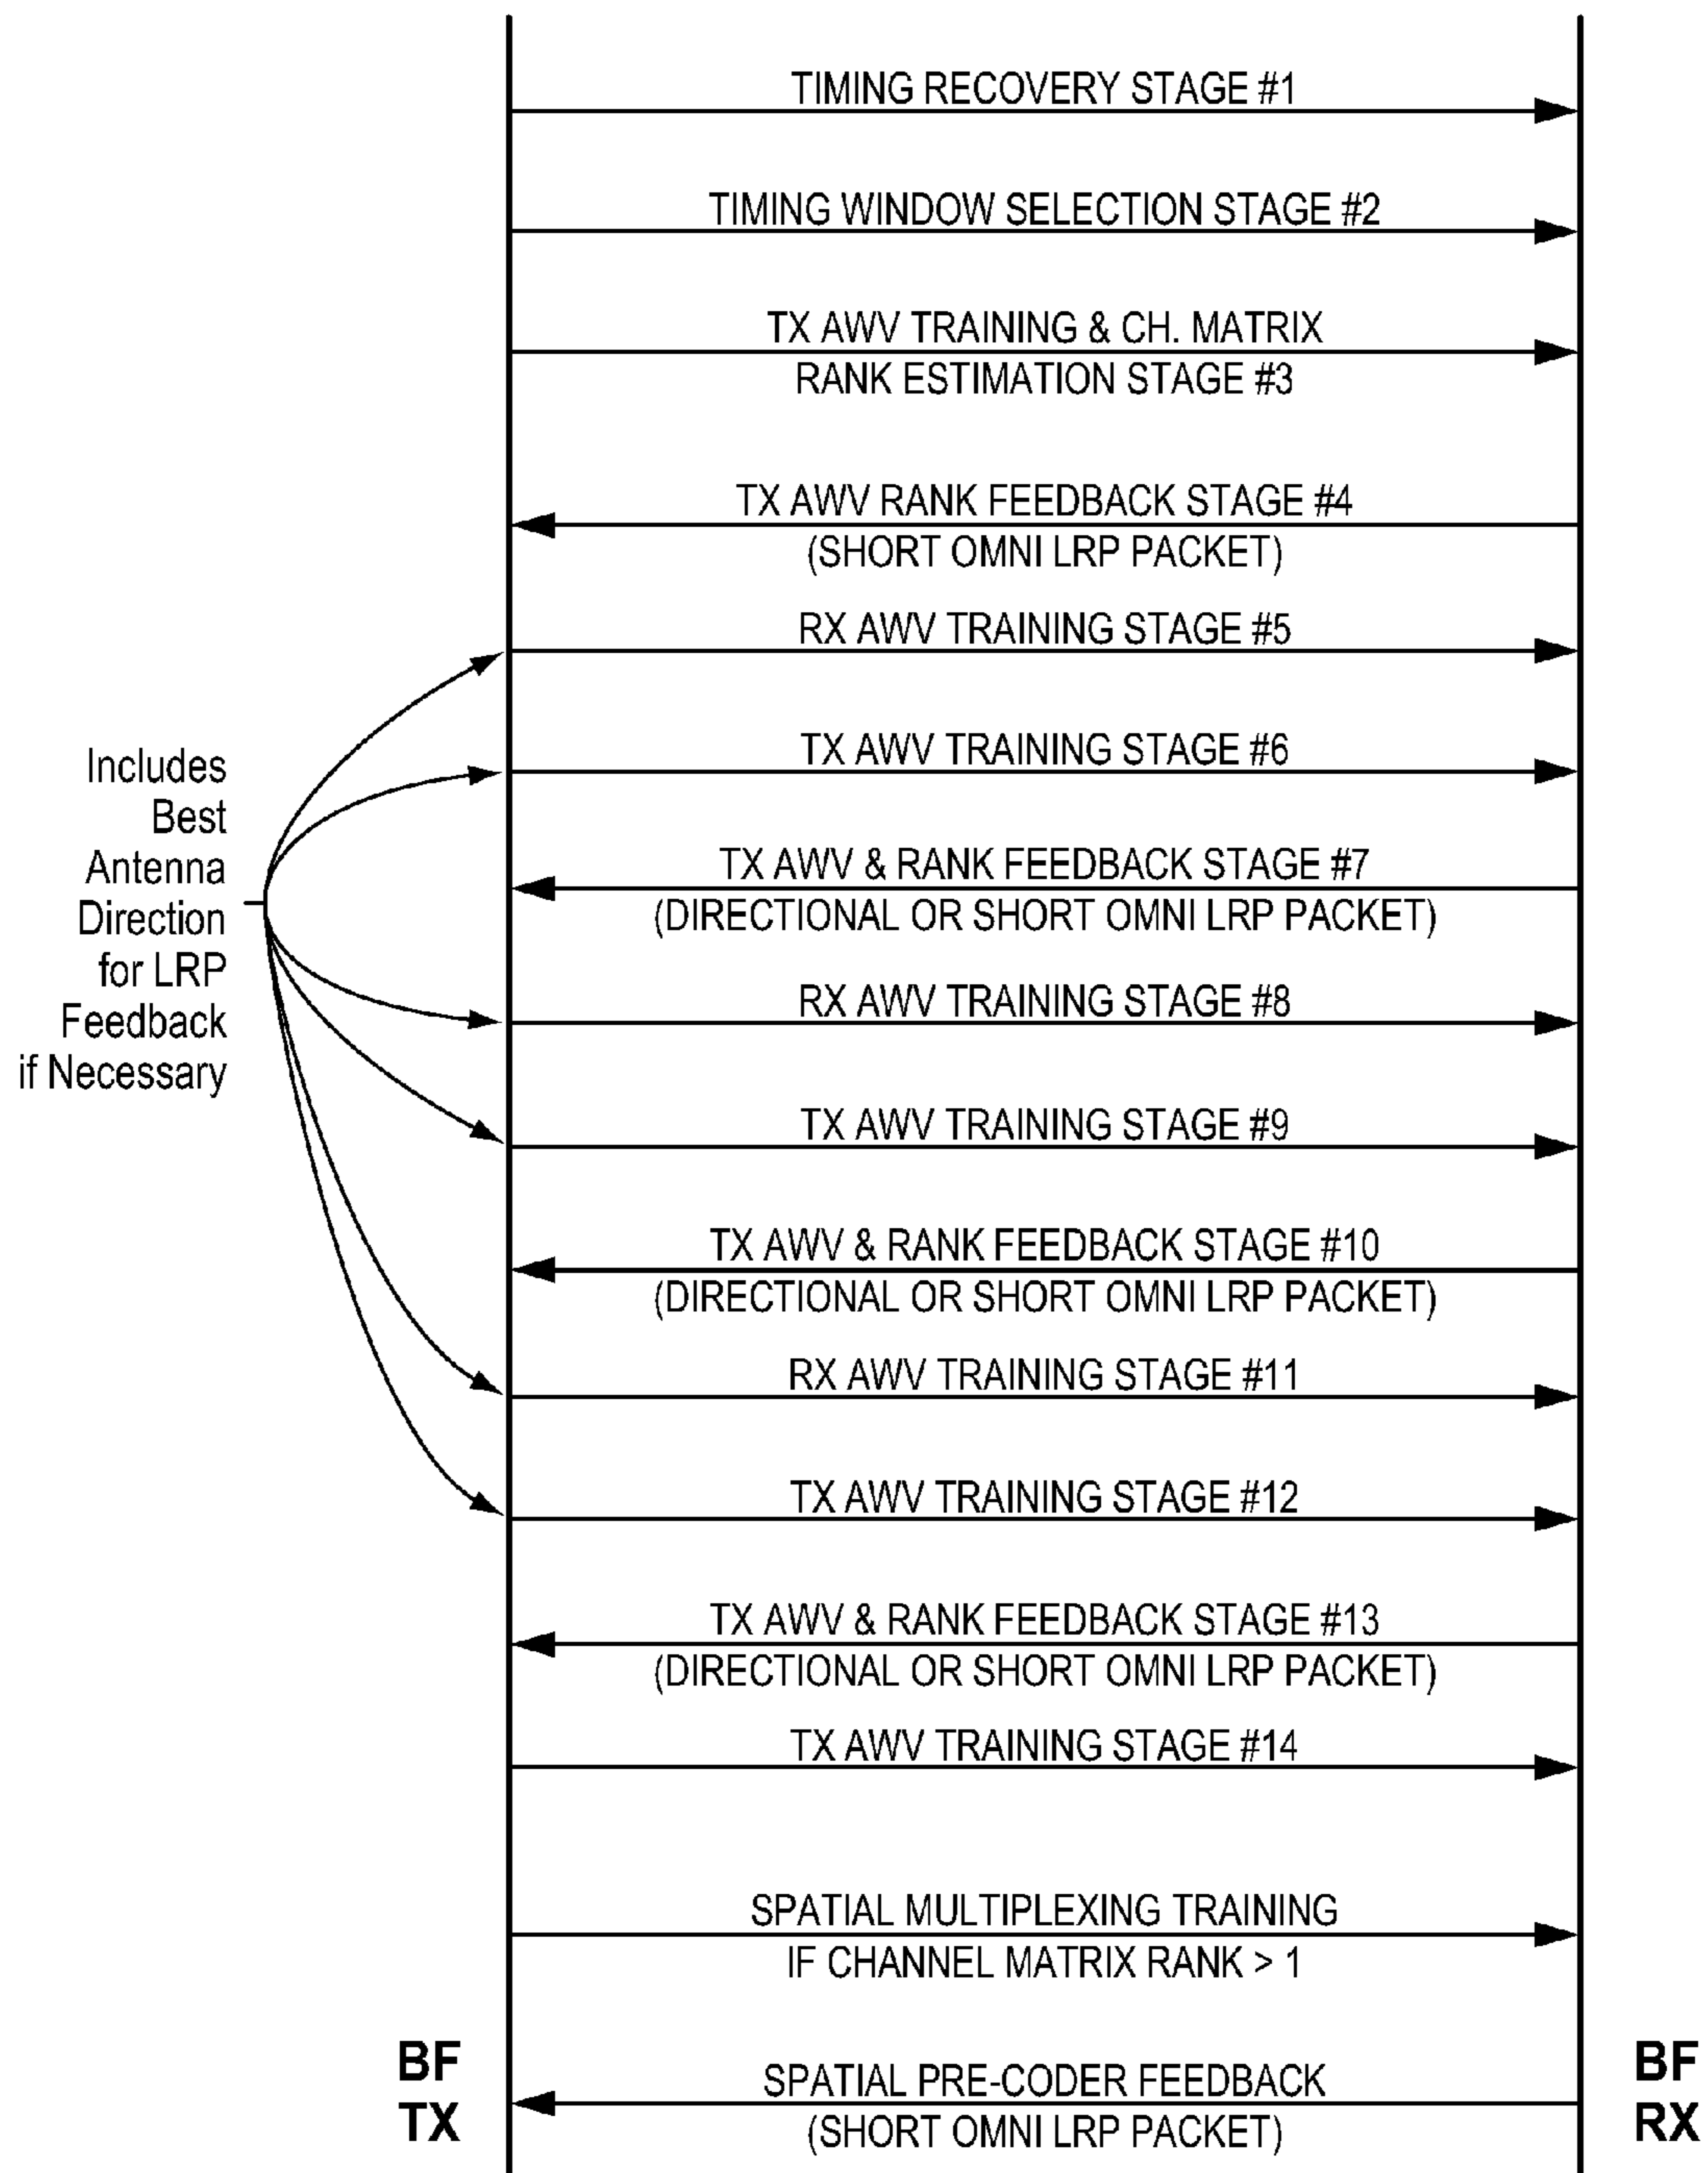 TIMING RECOVERY STAGE #1
TIMING WINDOW SELECTION STAGE #2
TX AWV TRAINING & CH. MATRIX
RANK ESTIMATION STAGE #3
TX AWV RANK FEEDBACK STAGE #4
(SHORT OMNI LRP PACKET)
RX AWV TRAINING STAGE #5
TX AWV TRAINING STAGE #6
Includes
Best
Antenna
Direction
for LRP
Feedback
if Necessary
TX AWV & RANK FEEDBACK STAGE #7
(DIRECTIONAL OR SHORT OMNI LRP PACKET)
RX AWV TRAINING STAGE #8
TX AWV TRAINING STAGE #9
TX AWV & RANK FEEDBACK STAGE #10
(DIRECTIONAL OR SHORT OMNI LRP PACKET)
RX AWV TRAINING STAGE #11
TX AWV TRAINING STAGE #12
TX AWV & RANK FEEDBACK STAGE #13
(DIRECTIONAL OR SHORT OMNI LRP PACKET)
TX AWV TRAINING STAGE #14
SPATIAL MULTIPLEXING TRAINING
IF CHANNEL MATRIX RANK > 1
BF
TX
SPATIAL PRE-CODER FEEDBACK
(SHORT OMNI LRP PACKET)
BF
RX